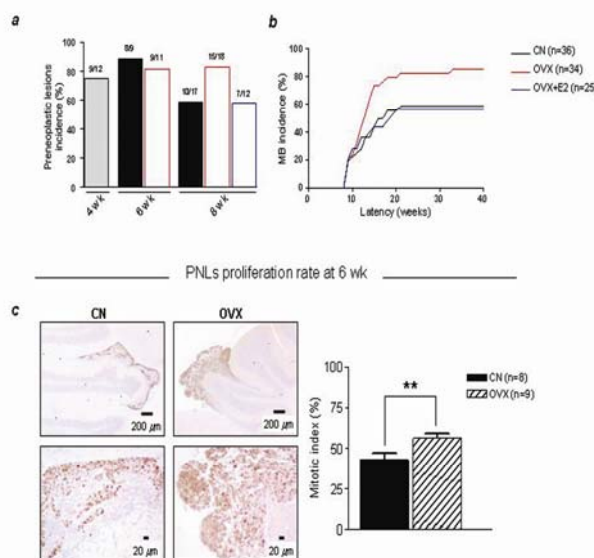 a
Preneoplastic lesions
incidence (%)
100
80
60
40
20
0
9/12
8/9
9/11
10/17
15/18
7/12
4 wk
6 wk
8 wk
b
MB incidence (%)
100
80
60
40
20
0
10
20
30
40
Latency (weeks)
CN (n=36)
OVX (n=34)
OVX+E2 (n=25
PNLs proliferation rate at 6 wk
c
CN
OVX
200 μm
200 μm
20 μm
20 μm
Mitotic index (%)
100
75
50
25
0
**
CN (n=8)
OVX (n=9)